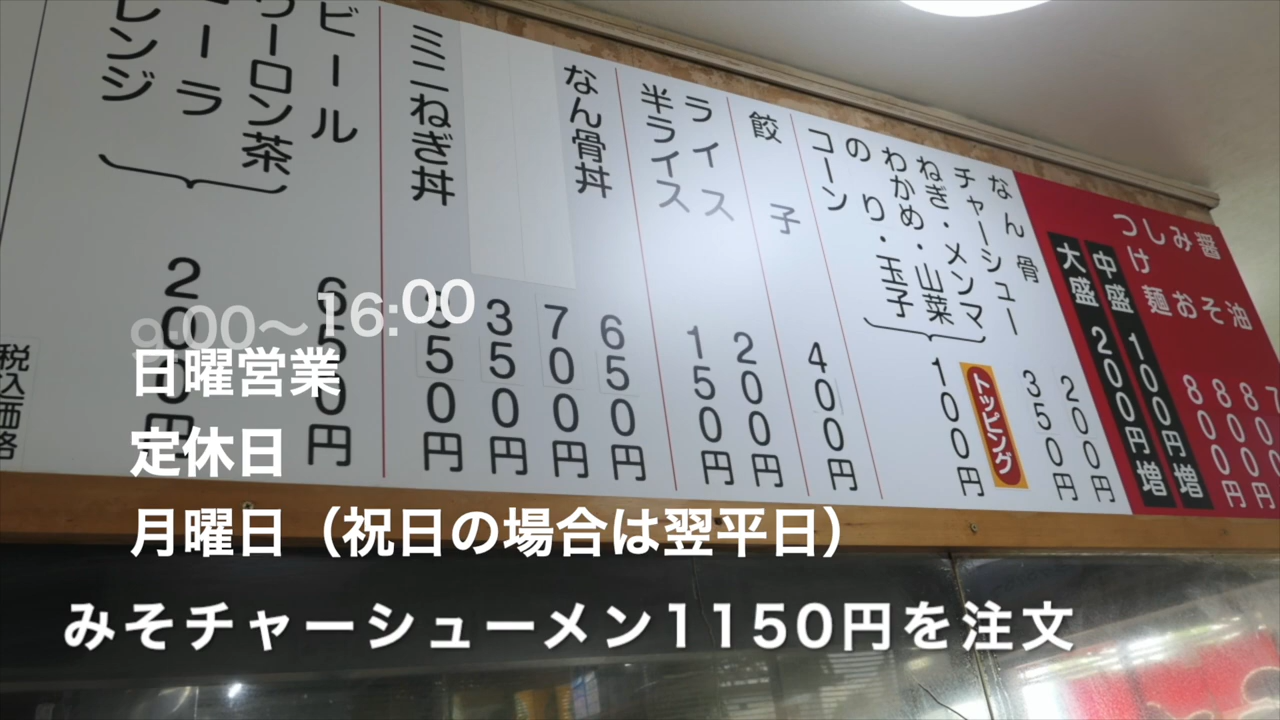 醤油 7
みそ 800
しお 800円
つけ麺 800円
中盛 100円増
大盛 200円増
なん骨 200円
チャーシュー 350円
トッピング
ねぎ・メンマ
わかめ・山菜
のり・玉子
100円
コーン
餃子 400円
ライス 200円
半ライス 150円
なん骨丼 650円
700円
350円
ミニねぎ丼 350円
ビール 650円
ウーロン茶
コーラ
レンジ
200円
税込価格
9:00〜16:00
日曜営業
定休日
月曜日（祝日の場合は翌平日）
みそチャーシューメン1150円を注文